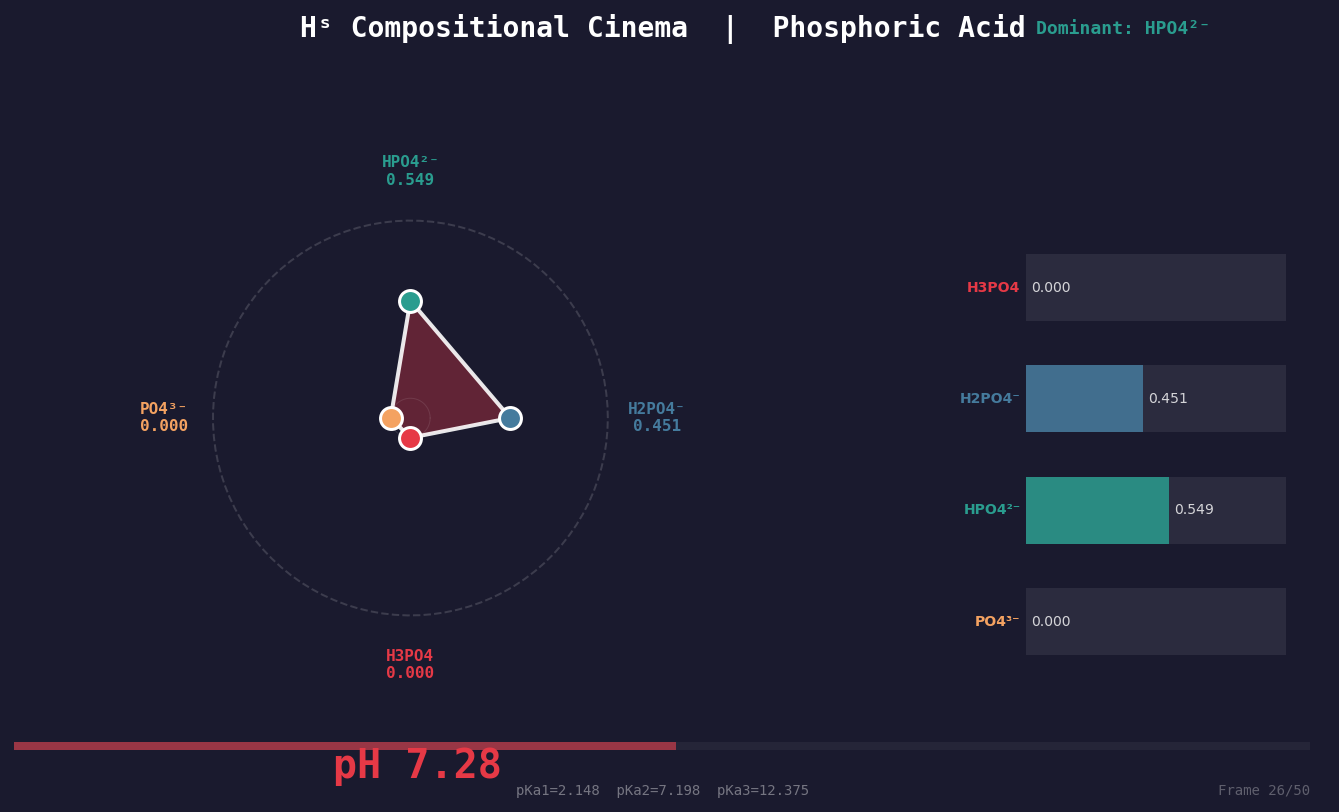 Hˢ Compositional Cinema | Phosphoric Acid
Dominant: HPO4²⁻
HPO4²⁻
0.549
PO4³⁻
0.000
H2PO4⁻
0.451
H3PO4
0.000
H3PO4 0.000
H2PO4⁻ 0.451
HPO4²⁻ 0.549
PO4³⁻ 0.000
pH 7.28
pKa1=2.148 pKa2=7.198 pKa3=12.375
Frame 26/50